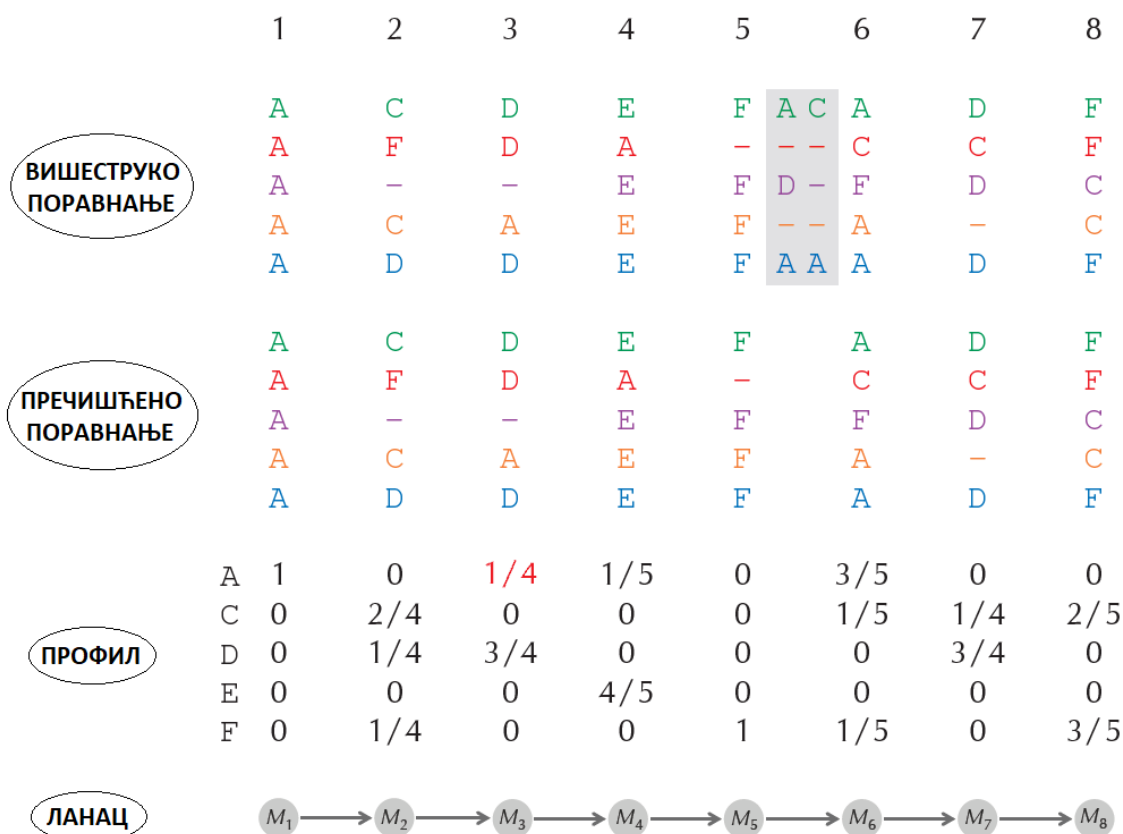 1 2 3 4 5 6 7 8
A C D E F A C A D F
ВИШЕСТРУКО
ПОРАВНАЊЕ
A F D A - - - C C F
A - - E F D - F D C
A C A E F - - A - C
A D D E F A A A D F
ПРЕЧИШЋЕНО
ПОРАВНАЊЕ
A C D E F A D F
A F D A - C C F
A - - E F F D C
A C A E F A - C
A D D E F A D F
ПРОФИЛ
A 1 0 1/4 1/5 0 3/5 0 0
C 0 2/4 0 0 0 1/5 1/4 2/5
D 0 1/4 3/4 0 0 0 3/4 0
E 0 0 0 4/5 0 0 0 0
F 0 1/4 0 0 1 1/5 0 3/5
ЛАНАЦ
M1 M2 M3 M4 M5 M6 M7 M8